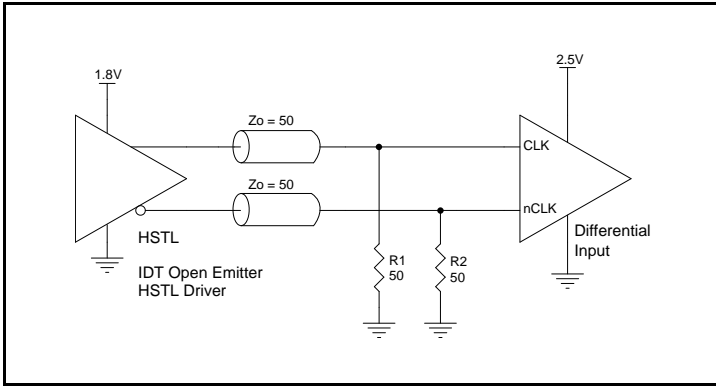 1.8V
2.5V
Zo = 50
CLK
Zo = 50
nCLK
HSTL
Differential
Input
R1
50
R2
50
IDT Open Emitter
HSTL Driver